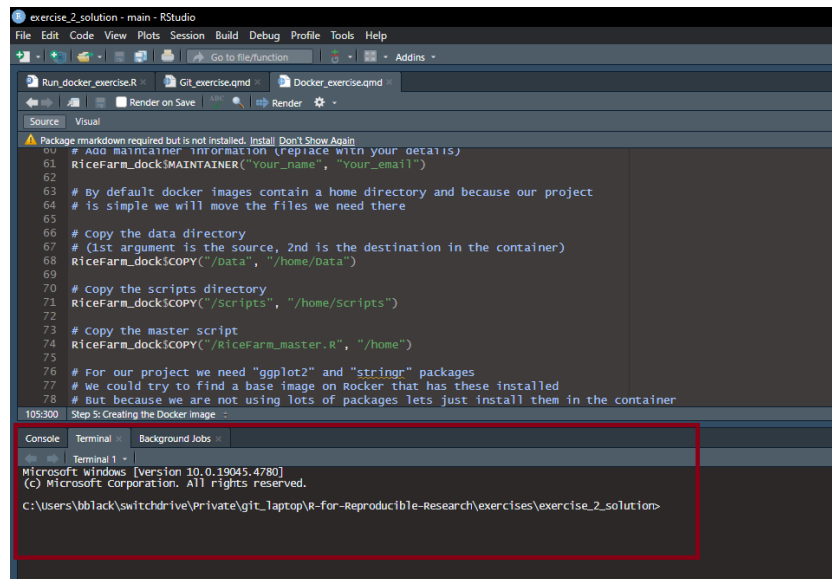 exercise_2_solution - main - RStudio
File Edit Code View Plots Session Build Debug Profile Tools Help
Go to file/function Addins
Run_docker_exercise.R Git_exercise.qmd Docker_exercise.qmd
Render on Save ABC Render
Source Visual
Package rmarkdown required but is not installed. Install Don't Show Again
60 # Add maintainer information (replace with your details)
61 RiceFarm_dock$MAINTAINER("Your_name", "Your_email")
62
63 # By default docker images contain a home directory and because our project
64 # is simple we will move the files we need there
65
66 # Copy the data directory
67 # (1st argument is the source, 2nd is the destination in the container)
68 RiceFarm_dock$COPY("/Data", "/home/Data")
69
70 # Copy the scripts directory
71 RiceFarm_dock$COPY("/Scripts", "/home/Scripts")
72
73 # Copy the master script
74 RiceFarm_dock$COPY("/RiceFarm_master.R", "/home")
75
76 # For our project we need "ggplot2" and "stringr" packages
77 # We could try to find a base image on Rocker that has these installed
78 # But because we are not using lots of packages lets just install them in the container
105:300 Step 5: Creating the Docker image
Console Terminal Background Jobs
Terminal 1
Microsoft Windows [Version 10.0.19045.4780]
(c) Microsoft Corporation. All rights reserved.
C:\Users\bblack\switchdrive\Private\git_laptop\R-for-Reproducible-Research\exercises\exercise_2_solution>